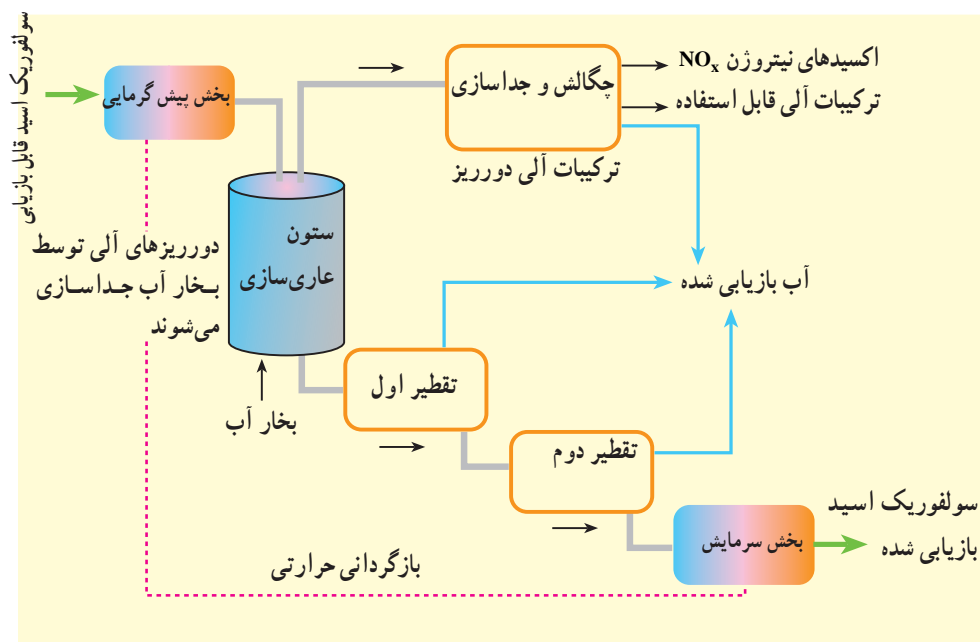 سولفوریک اسید قابل بازیابی
بخش پیش گرمایی
چگالش و جداسازی
اکسیدهای نیتروژن NOx
ترکیبات آلی قابل استفاده
ترکیبات آلی دورریز
ستون
عاری‌سازی
دورریزهای آلی توسط
بـخار آب جـداسـازی
می‌شوند
آب بازیابی شده
بخار آب
تقطیر اول
تقطیر دوم
سولفوریک اسید
بازیابی شده
بخش سرمایش
بازگردانی حرارتی